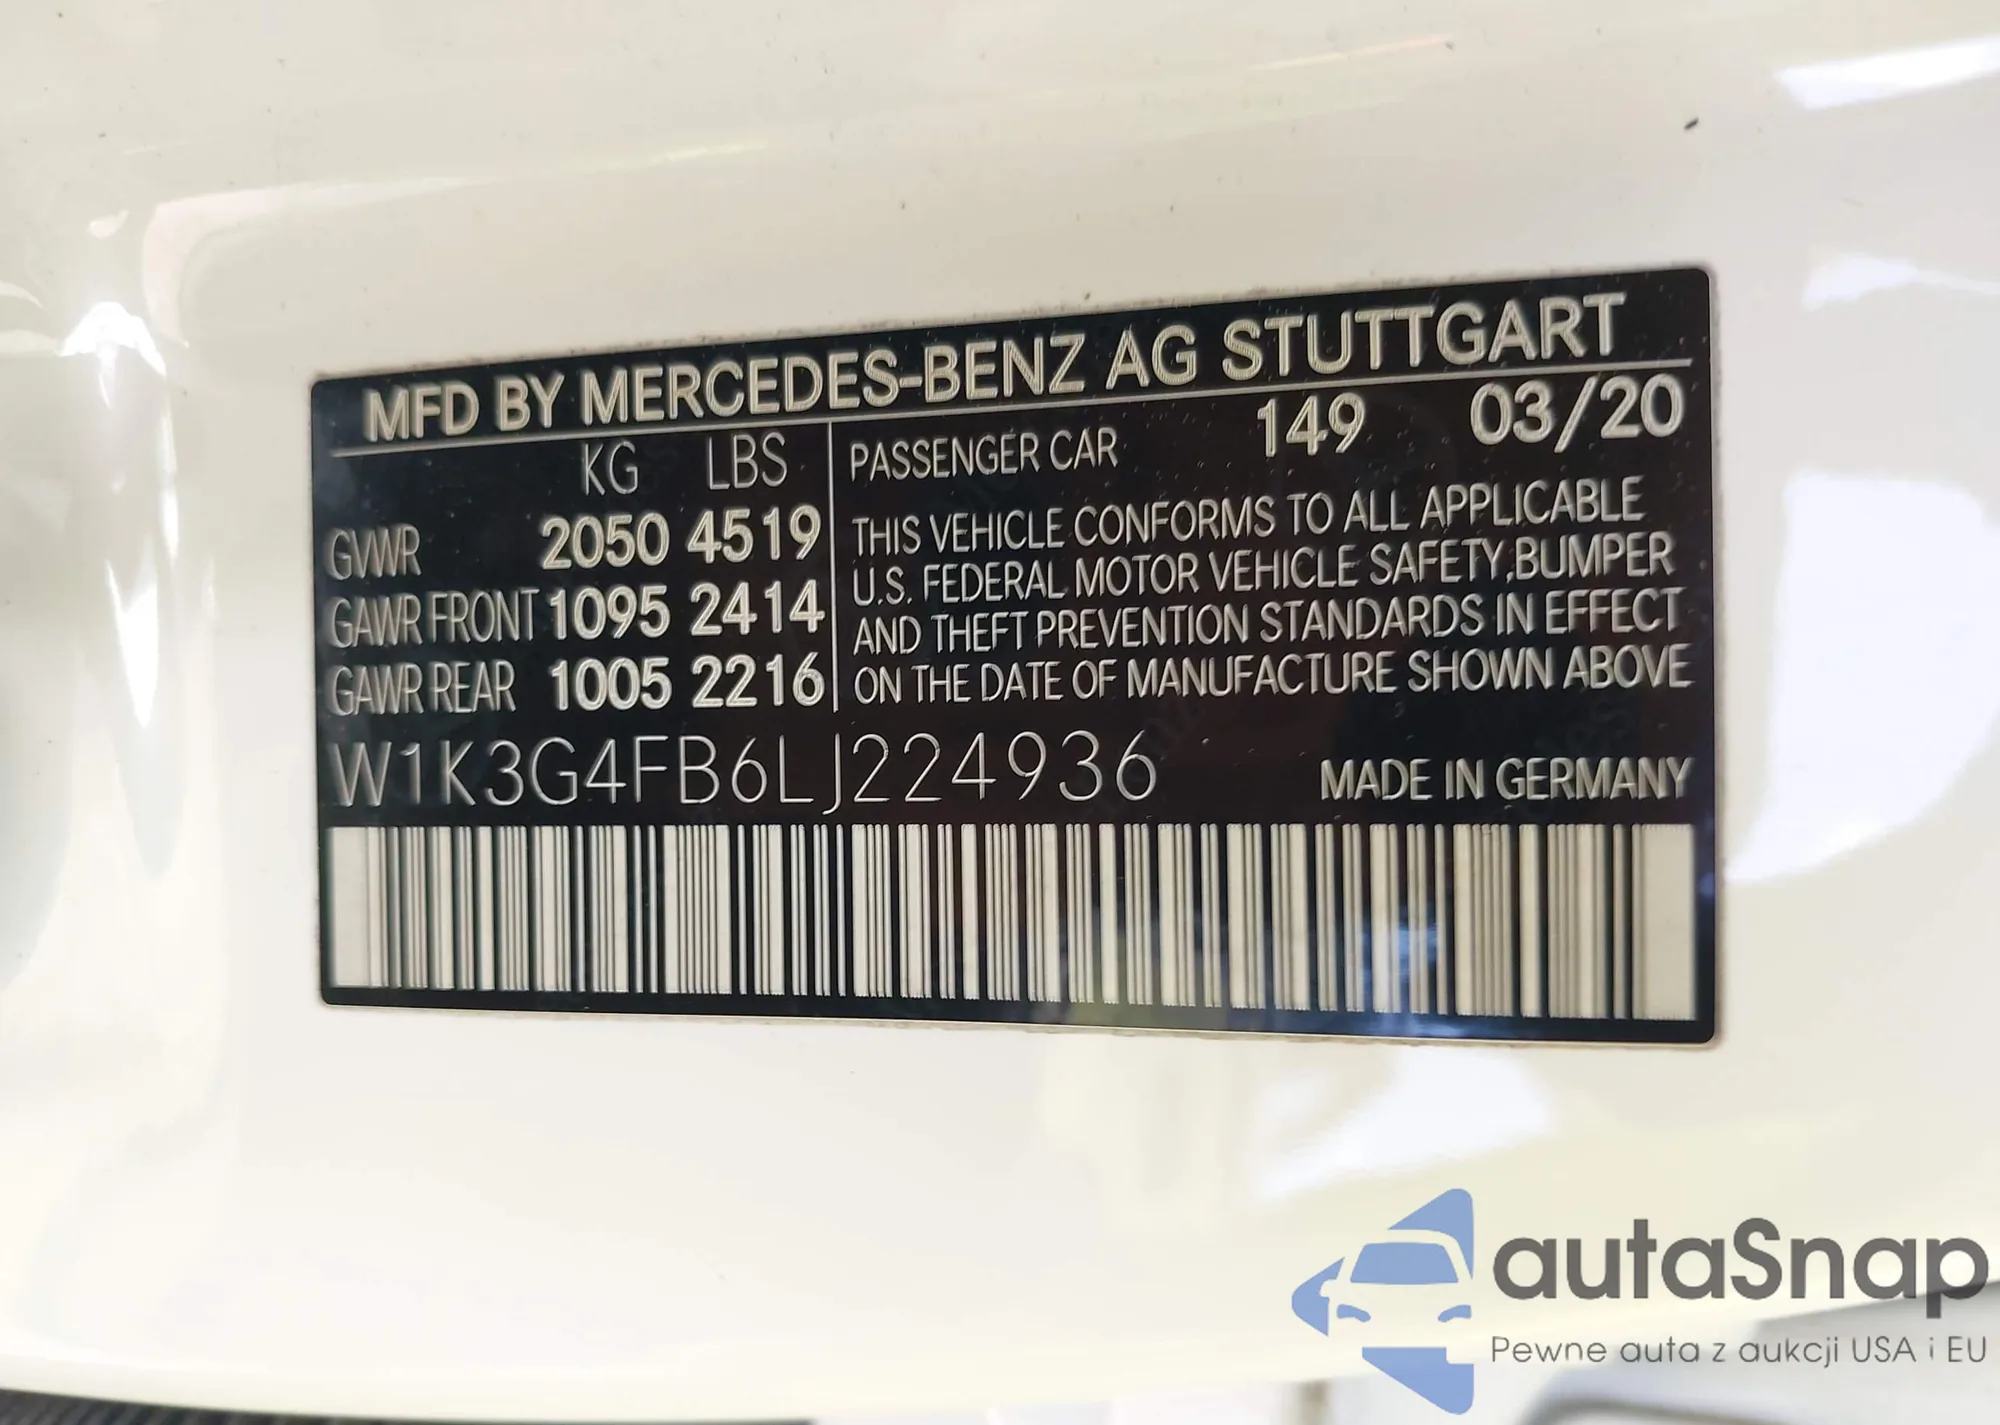 MFD BY MERCEDES-BENZ AG STUTTGART
KG LBS
GVWR 2050 4519
GAWR FRONT 1095 2414
GAWR REAR 1005 2216
PASSENGER CAR 149 03/20
THIS VEHICLE CONFORMS TO ALL APPLICABLE
U.S. FEDERAL MOTOR VEHICLE SAFETY, BUMPER
AND THEFT PREVENTION STANDARDS IN EFFECT
ON THE DATE OF MANUFACTURE SHOWN ABOVE
W1K3G4FB6LJ224936
MADE IN GERMANY
autaSnap
Pewne auta z aukcji USA i EU